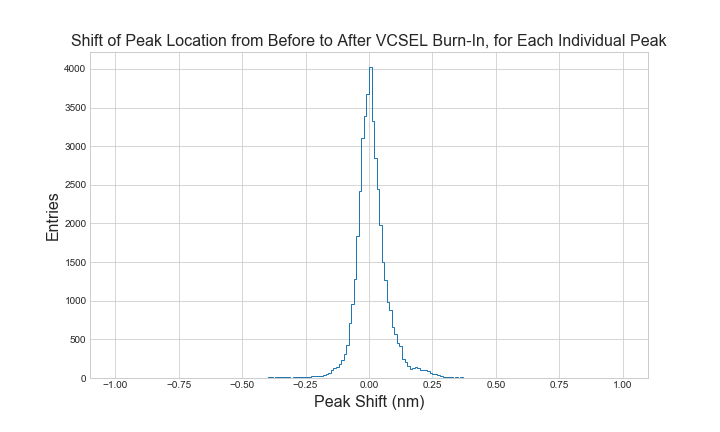 Shift of Peak Location from Before to After VCSEL Burn-In, for Each Individual Peak
4000
3500
3000
2500
2000
1500
1000
500
0
Entries
−1.00 −0.75 −0.50 −0.25 0.00 0.25 0.50 0.75 1.00
Peak Shift (nm)